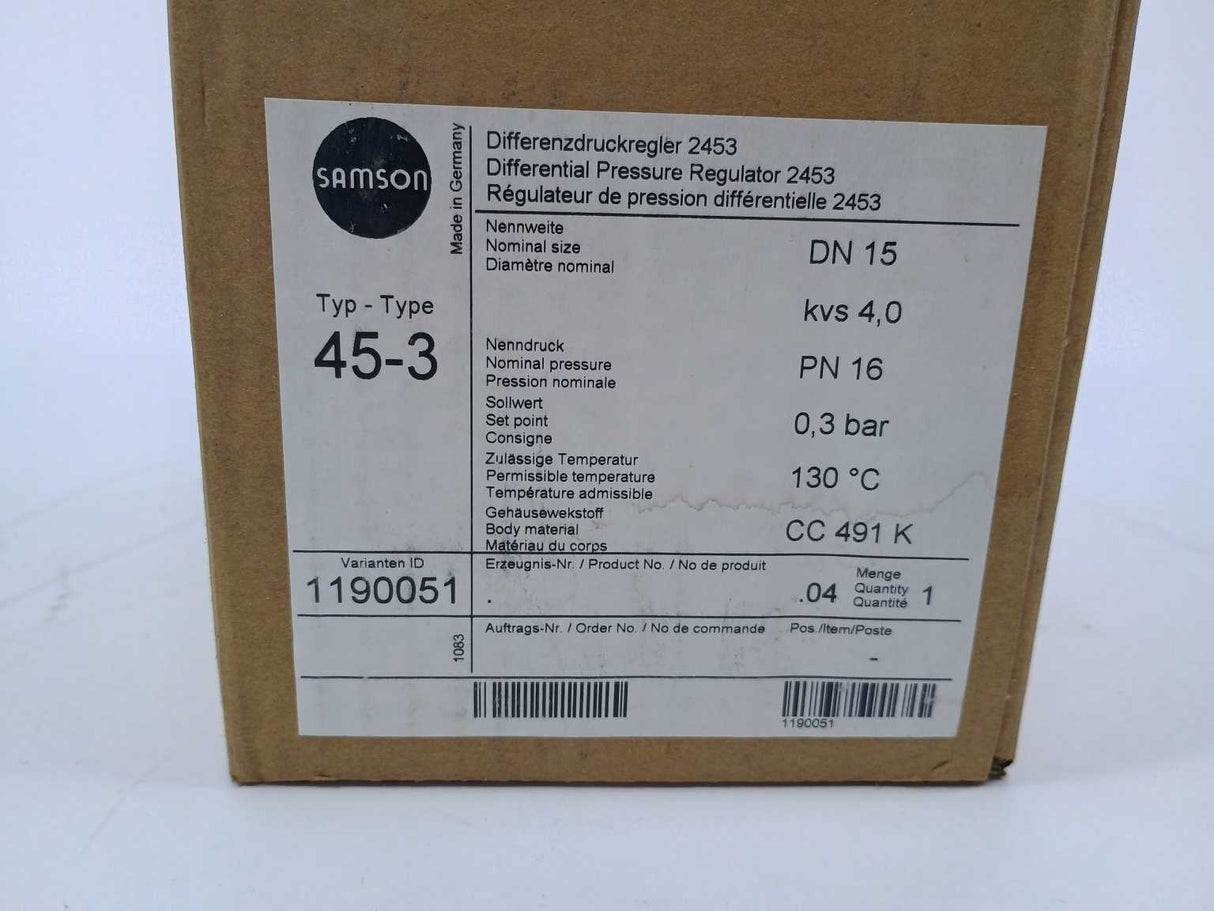 SAMSON
Made in Germany
Typ - Type
45-3
Differenzdruckregler 2453
Differential Pressure Regulator 2453
Régulateur de pression différentielle 2453
Nennweite
Nominal size
Diamètre nominal
DN 15
kvs 4,0
Nenndruck
Nominal pressure
Pression nominale
PN 16
Sollwert
Set point
Consigne
0,3 bar
Zulässige Temperatur
Permissible temperature
Température admissible
130 °C
Gehäusewekstoff
Body material
Matériau du corps
CC 491 K
Varianten ID
1190051
Erzeugnis-Nr. / Product No. / No de produit
. .04
Menge
Quantity
Quantité
1
1083
Auftrags-Nr. / Order No. / No de commande
Pos./Item/Poste
-
1190051